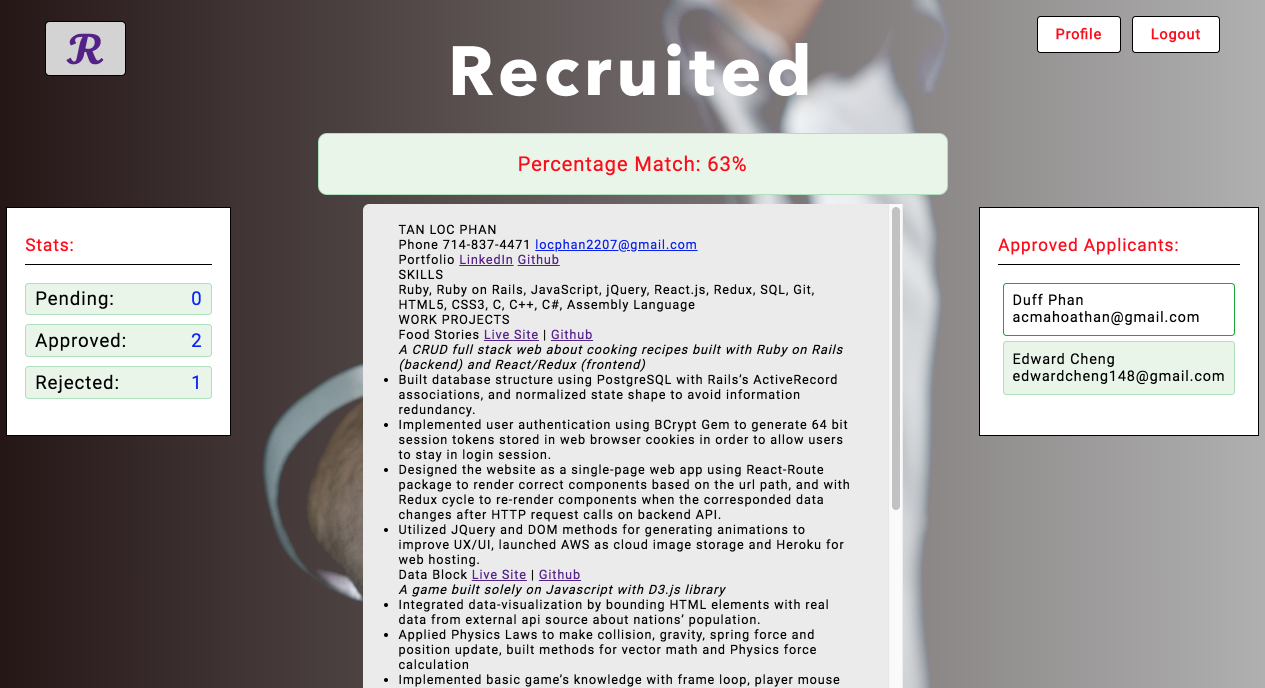 R
Recruited
Profile
Logout
Percentage Match: 63%
Stats:
Pending: 0
Approved: 2
Rejected: 1
TAN LOC PHAN
Phone 714-837-4471 locphan2207@gmail.com
Portfolio LinkedIn Github
SKILLS
Ruby, Ruby on Rails, JavaScript, jQuery, React.js, Redux, SQL, Git,
HTML5, CSS3, C, C++, C#, Assembly Language
WORK PROJECTS
Food Stories Live Site | Github
A CRUD full stack web about cooking recipes built with Ruby on Rails
(backend) and React/Redux (frontend)
• Built database structure using PostgreSQL with Rails’s ActiveRecord
associations, and normalized state shape to avoid information
redundancy.
• Implemented user authentication using BCrypt Gem to generate 64 bit
session tokens stored in web browser cookies in order to allow users
to stay in login session.
• Designed the website as a single-page web app using React-Route
package to render correct components based on the url path, and with
Redux cycle to re-render components when the corresponded data
changes after HTTP request calls on backend API.
• Utilized JQuery and DOM methods for generating animations to
improve UX/UI, launched AWS as cloud image storage and Heroku for
web hosting.
Data Block Live Site | Github
A game built solely on Javascript with D3.js library
• Integrated data-visualization by bounding HTML elements with real
data from external api source about nations’ population.
• Applied Physics Laws to make collision, gravity, spring force and
position update, built methods for vector math and Physics force
calculation
• Implemented basic game’s knowledge with frame loop, player mouse
Approved Applicants:
Duff Phan
acmahoathan@gmail.com
Edward Cheng
edwardcheng148@gmail.com